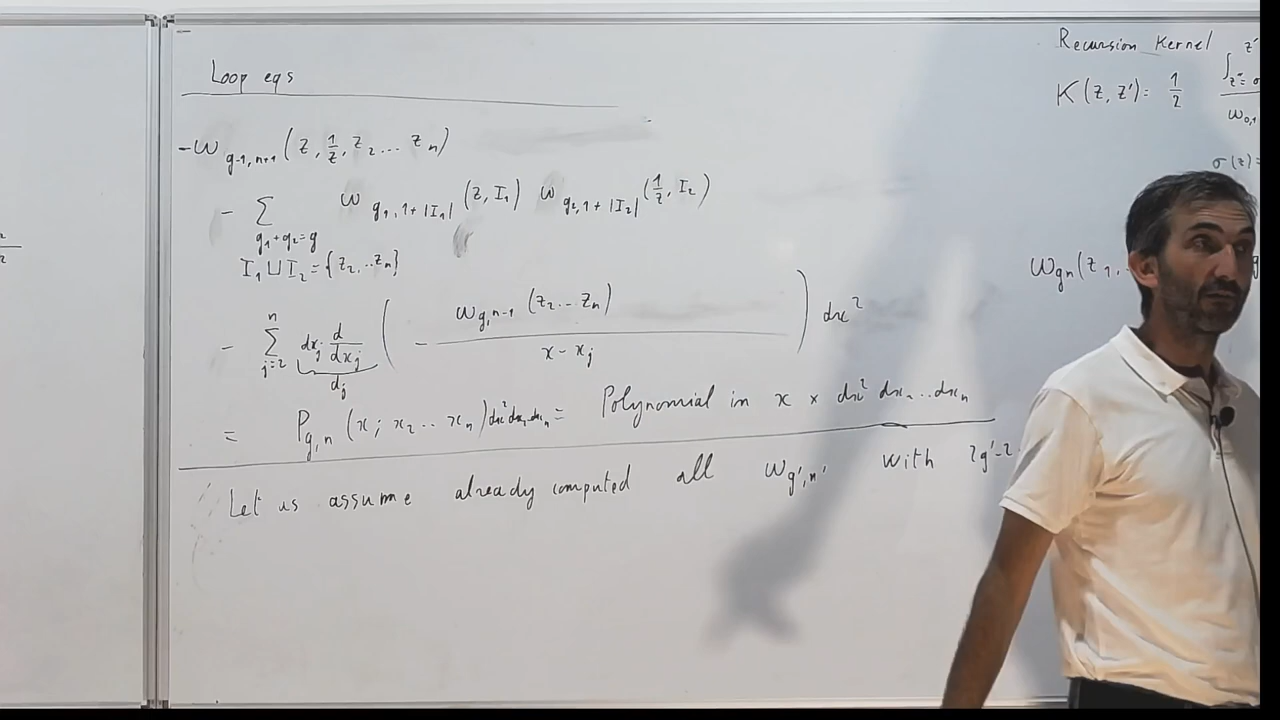 Loop eqs
- ω_{g-1,n+1} (z, 1/z, z_2 ... z_n)
- Σ_{g_1+g_2=g, I_1 ⊔ I_2 = {z_2, .. z_n}} ω_{g_1, 1+|I_1|} (z, I_1) ω_{g_2, 1+|I_2|} (1/z, I_2)
- Σ_{j=2}^{n} dx_j d/dx_j ( - ω_{g,n-1} (z_2 ... z_n) / (x - x_j) ) dx^2
d_j
= P_{g,n} (x; x_2 ... x_n) dx^2 dx_2...dx_n = Polynomial in x × dx^2 dx_2 ... dx_n
Let us assume already computed all ω_{g',n'} with 2g'-2
Recursion Kernel
K(z, z') = 1/2 ∫_{z''=σ}^{z'} / ω_{0,1}
σ(z) =
ω_{gn}(z_1, .